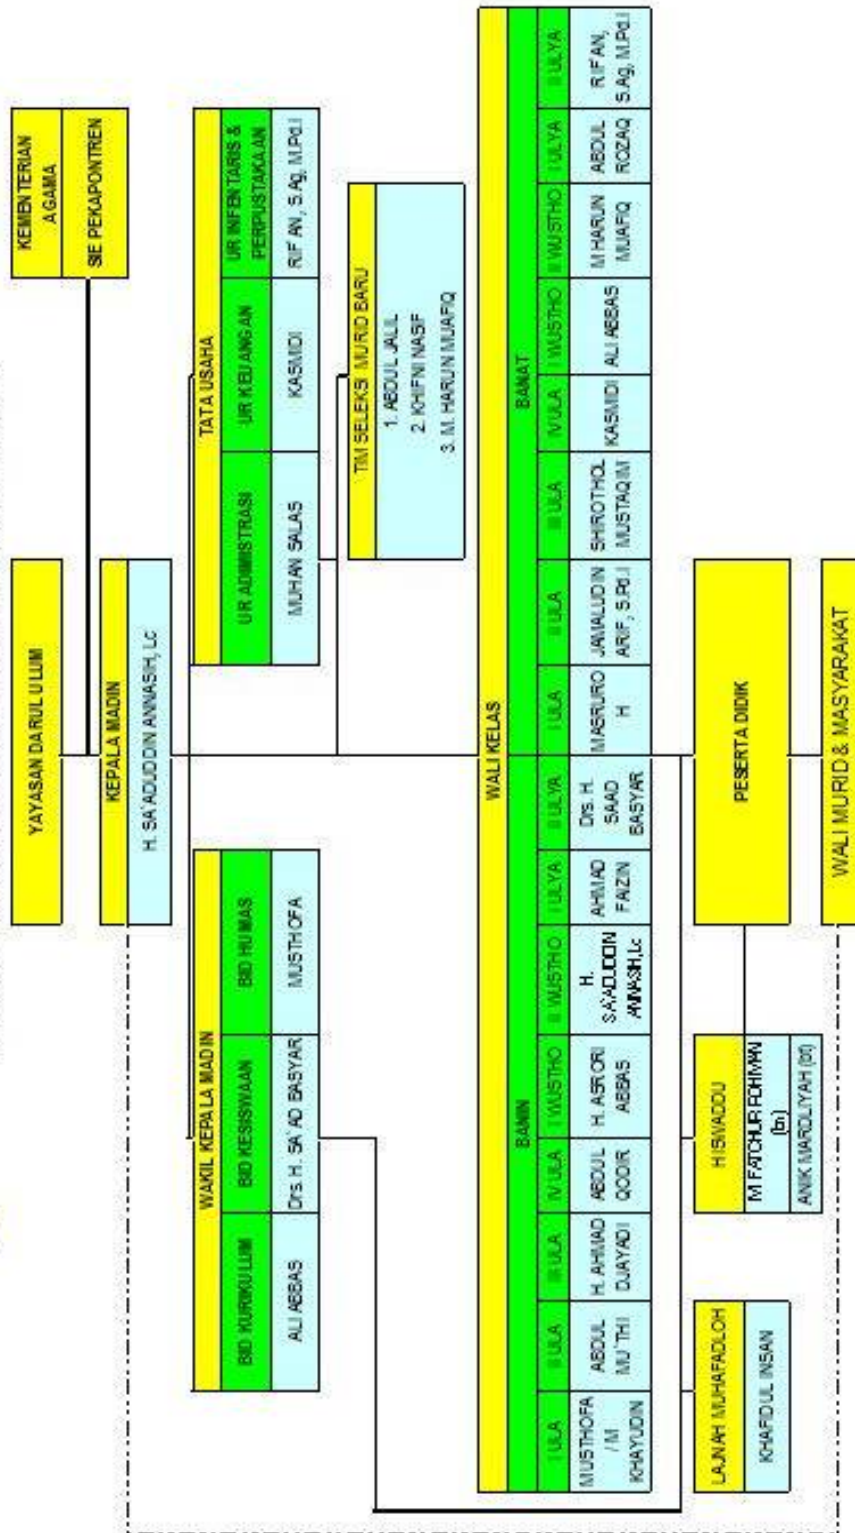 YAYASAN DARUL ULUM
KEMENTERIAN
AGAMA
SIE PEKAPONTREN
KEPALA MADIN
H. SA'ADUDDIN ANNASIH, Lc
WAKIL KEPALA MADIN
BID KURIKULUM
BID KESISWAAN
BID HUMAS
ALI ABBAS
Drs. H. SA'AD BASYAR
MUSTHOFA
TATA USAHA
UR ADIMISTRASI
UR KEUANGAN
UR INFENTARIS &
PERPUSTAKAAN
MUHAN SALAS
KASMIDI
RIF'AN, S.Ag, M.Pd.I
TIM SELEKSI MURID BARU
1. ABDUL JALIL
2. KHIFNI NASIF
3. M. HARUN MUAFIQ
WALI KELAS
BANIN
BANAT
I ULA
II ULA
III ULA
IV ULA
I WUSTHO
II WUSTHO
I ULYA
II ULYA
I ULA
II ULA
III ULA
IV ULA
I WUSTHO
II WUSTHO
I ULYA
II ULYA
MUSTHOFA
/ M
KHAYUDIN
ABDUL
MU'THI
H. AHMAD
DJAYADI
ABDUL
QODIR
H. ASRORI
ABBAS
H.
SA'ADUDDIN
ANNASIH,Lc
AHMAD
FAIZIN
Drs. H.
SAAD
BASYAR
MASRURO
H
JAMALUDIN
ARIF, S.Pd.I
SHIROTHOL
MUSTAQIM
KASMIDI
ALI ABBAS
M HARUN
MUAFIQ
ABDUL
ROZAQ
RIF'AN,
S.Ag, M.Pd.I
LAJNAH MUHAFADLOH
KHAFIDUL INSAN
HISMADDU
M FATCHUR ROHMAN
(bn)
ANIK MARDLIYAH (bt)
PESERTA DIDIK
WALI MURID & MASYARAKAT